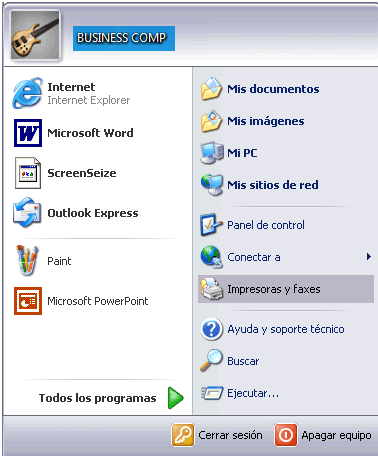 BUSINESS COMP
Internet
Internet Explorer
Microsoft Word
ScreenSeize
Outlook Express
Paint
Microsoft PowerPoint
Todos los programas
Mis documentos
Mis imágenes
Mi PC
Mis sitios de red
Panel de control
Conectar a
Impresoras y faxes
Ayuda y soporte técnico
Buscar
Ejecutar...
Cerrar sesión
Apagar equipo